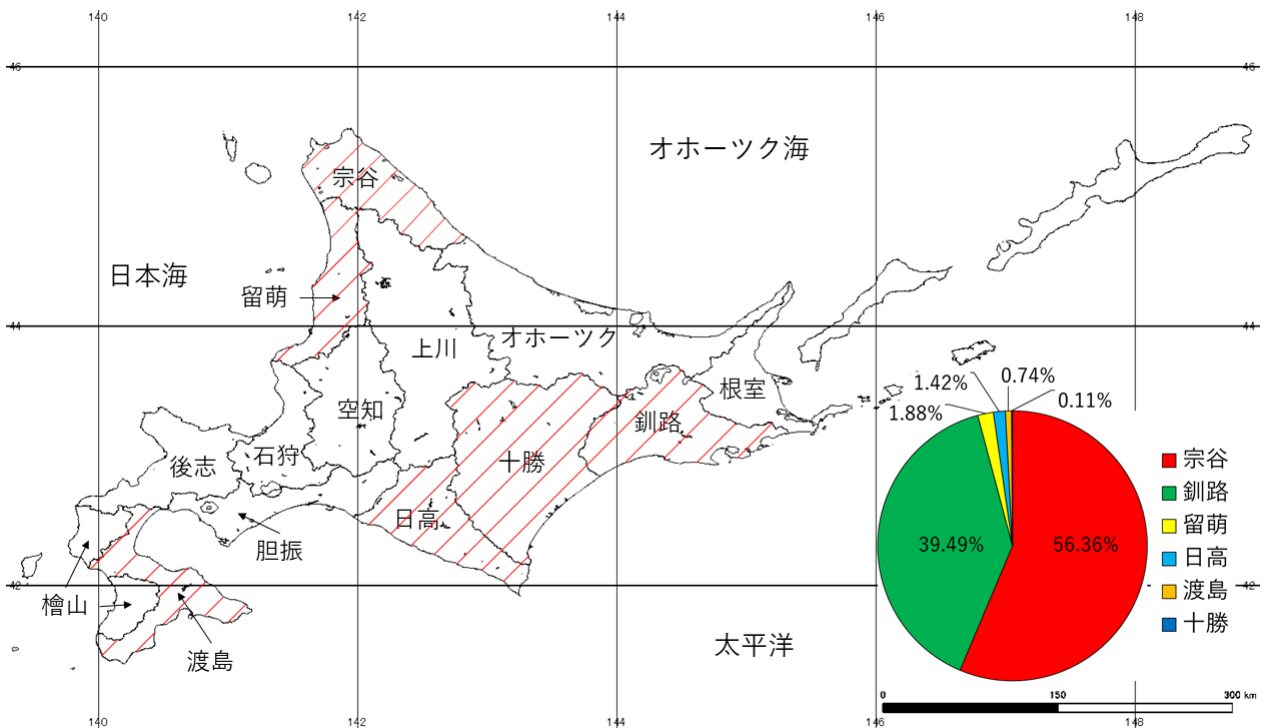 140 142 144 146 148
46 46
オホーツク海
宗谷
日本海
留萌
44 44
オホーツク
上川
根室
空知
釧路
石狩
後志
十勝
日高
胆振
42 42
檜山
渡島
太平洋
1.42% 0.74%
1.88% 0.11%
39.49% 56.36%
宗谷
釧路
留萌
日高
渡島
十勝
0 150 300 km
140 142 144 146 148